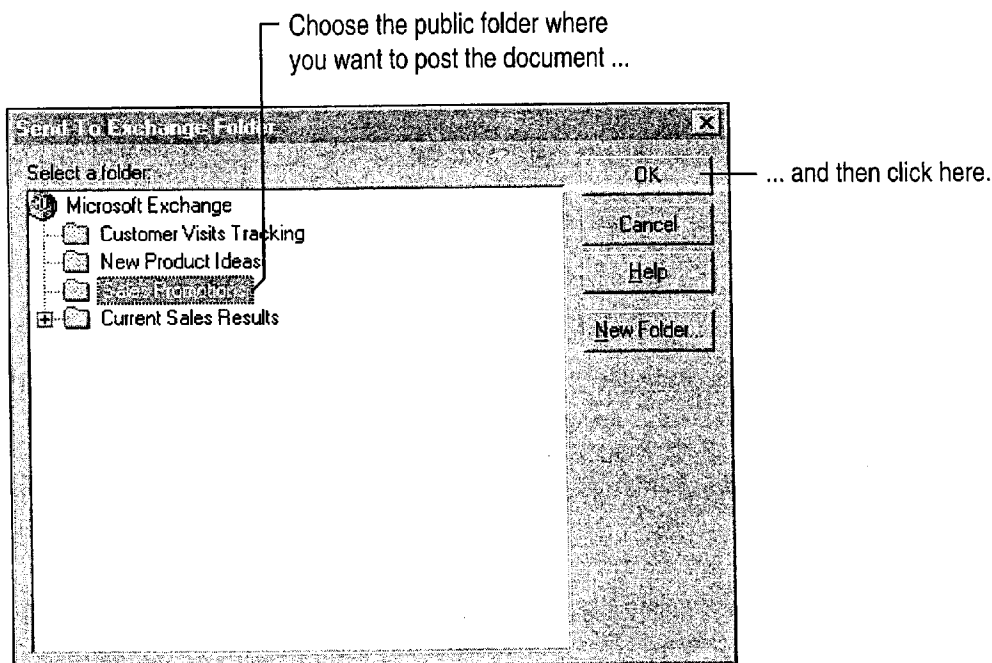 Choose the public folder where
you want to post the document ...
Send To Exchange Folder
Select a folder:
OK
... and then click here.
Microsoft Exchange
Cancel
Customer Visits Tracking
New Product Ideas
Help
Sales Promotions
Current Sales Results
New Folder...